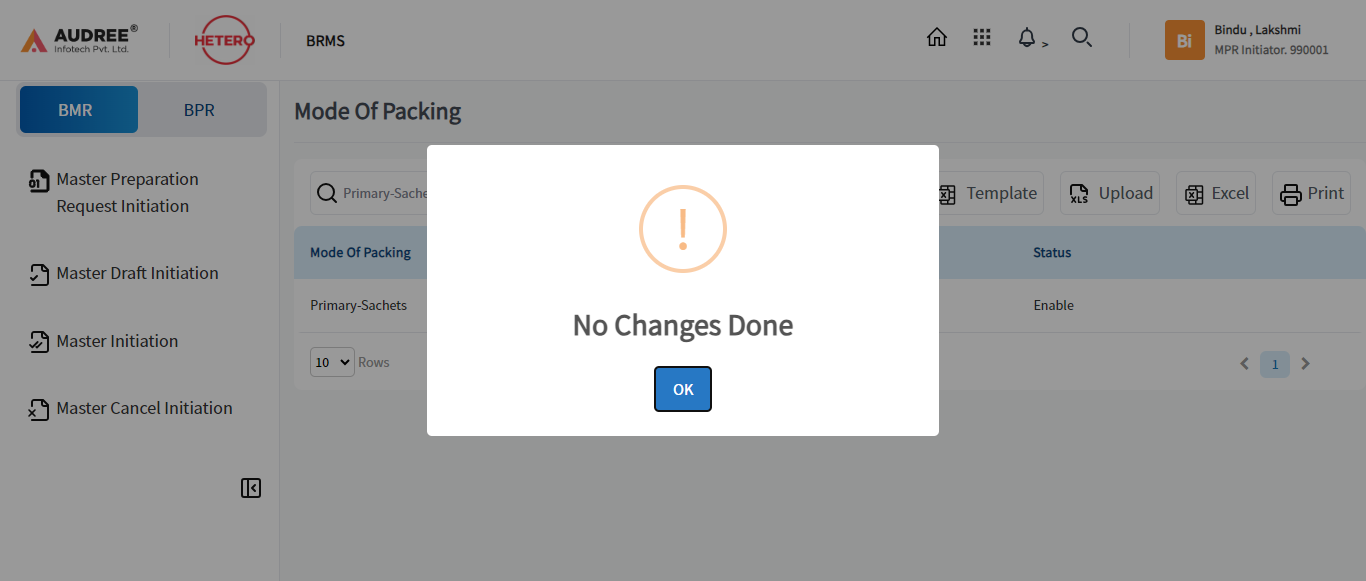 AUDREE®
Infotech Pvt. Ltd.
HETERO
BRMS
>
Bi
Bindu , Lakshmi
MPR Initiator. 990001
BMR
BPR
Mode Of Packing
Master Preparation
Request Initiation
Master Draft Initiation
Master Initiation
Master Cancel Initiation
Primary-Sache
Template
XLS
Upload
Excel
Print
Mode Of Packing
Status
Primary-Sachets
Enable
10
Rows
1
!
No Changes Done
OK